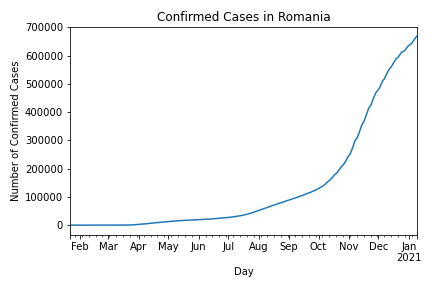 Confirmed Cases in Romania
700000
600000
500000
400000
300000
200000
100000
0
Number of Confirmed Cases
Feb Mar Apr May Jun Jul Aug Sep Oct Nov Dec Jan
2021
Day